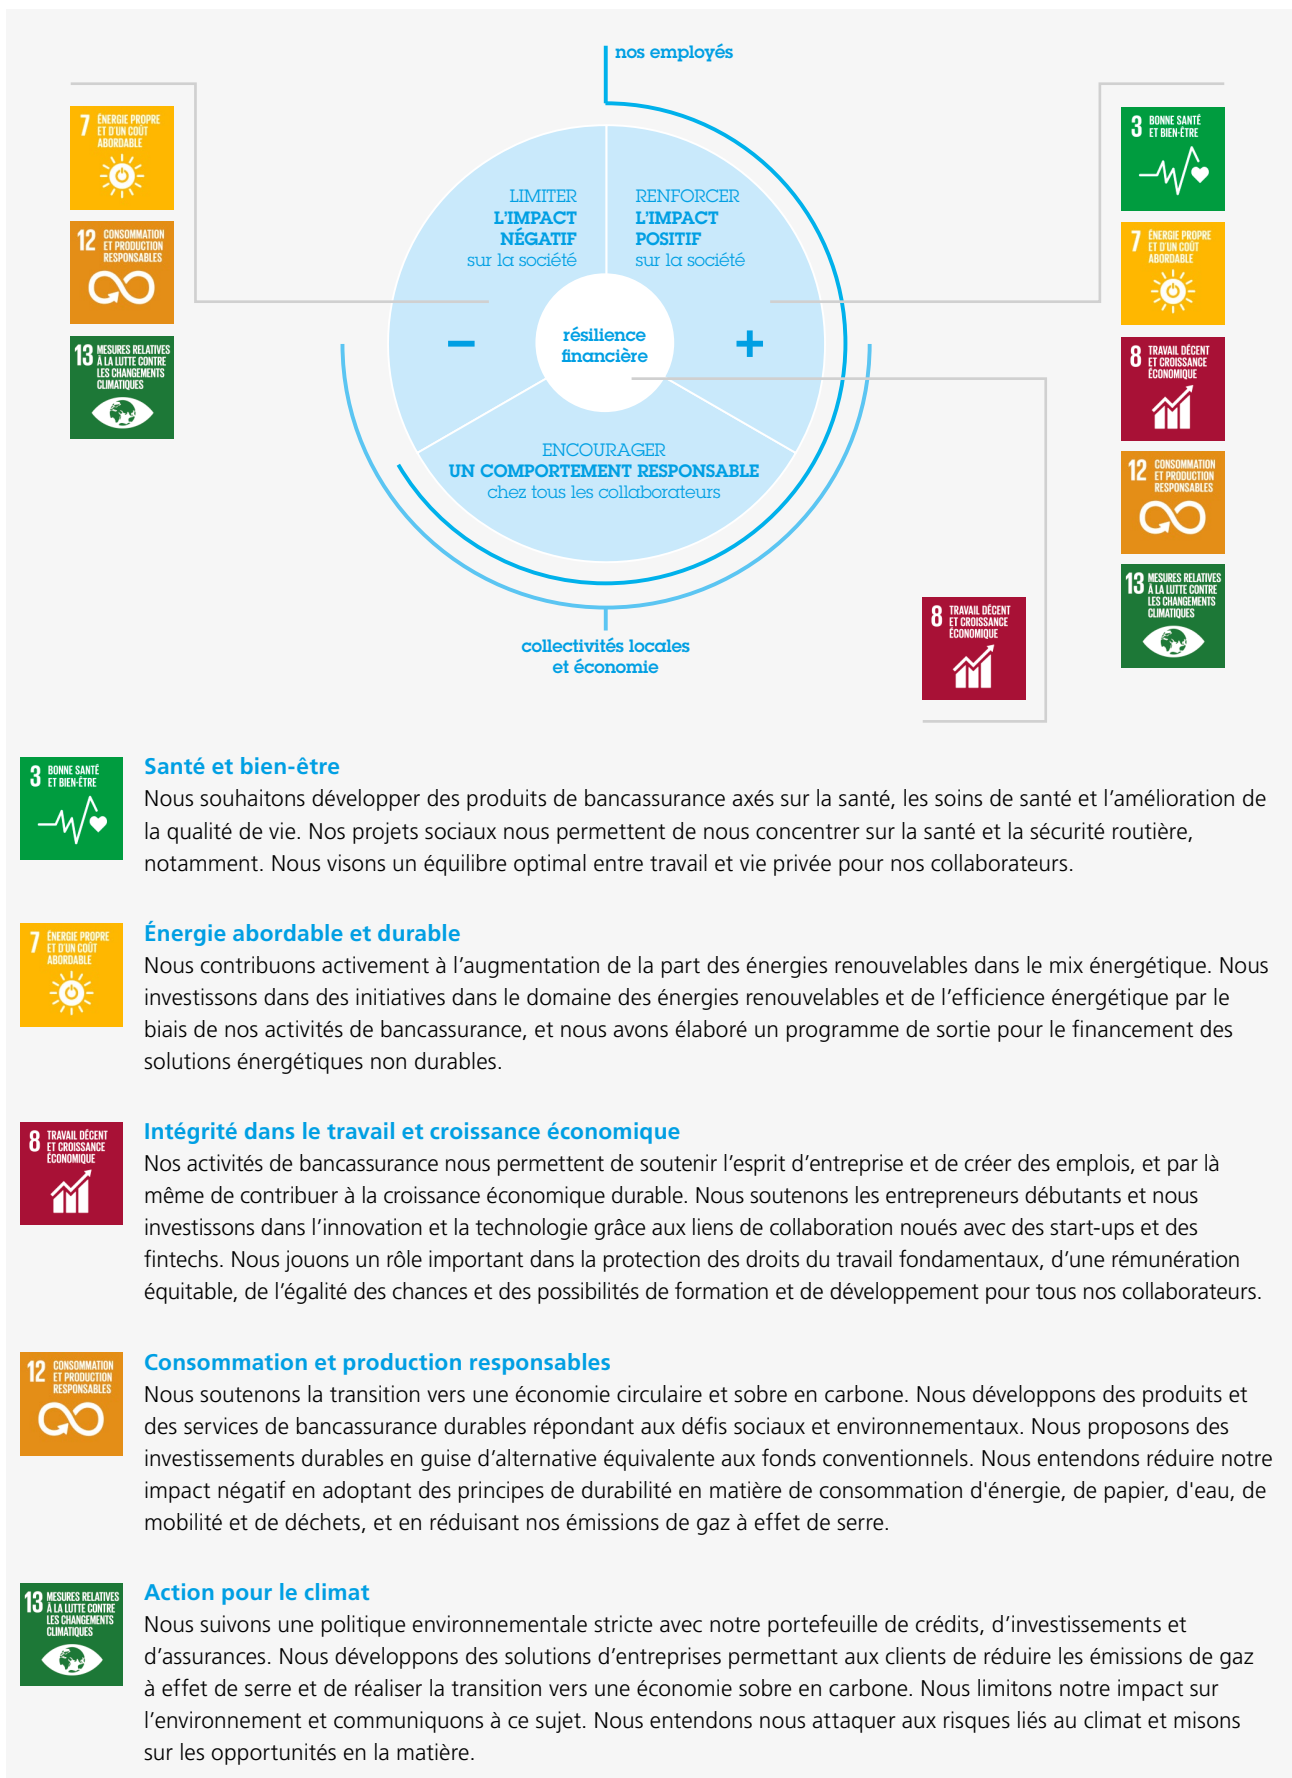 nos employés
7 ÉNERGIE PROPRE
ET D'UN COÛT
ABORDABLE
12 CONSOMMATION
ET PRODUCTION
RESPONSABLES
13 MESURES RELATIVES
À LA LUTTE CONTRE
LES CHANGEMENTS
CLIMATIQUES
LIMITER
L'IMPACT
NÉGATIF
sur la société
RENFORCER
L'IMPACT
POSITIF
sur la société
résilience
financière
–
+
ENCOURAGER
UN COMPORTEMENT RESPONSABLE
chez tous les collaborateurs
collectivités locales
et économie
3 BONNE SANTÉ
ET BIEN-ÊTRE
7 ÉNERGIE PROPRE
ET D'UN COÛT
ABORDABLE
8 TRAVAIL DÉCENT
ET CROISSANCE
ÉCONOMIQUE
12 CONSOMMATION
ET PRODUCTION
RESPONSABLES
13 MESURES RELATIVES
À LA LUTTE CONTRE
LES CHANGEMENTS
CLIMATIQUES
8 TRAVAIL DÉCENT
ET CROISSANCE
ÉCONOMIQUE
3 BONNE SANTÉ
ET BIEN-ÊTRE
Santé et bien-être
Nous souhaitons développer des produits de bancassurance axés sur la santé, les soins de santé et l'amélioration de
la qualité de vie. Nos projets sociaux nous permettent de nous concentrer sur la santé et la sécurité routière,
notamment. Nous visons un équilibre optimal entre travail et vie privée pour nos collaborateurs.
7 ÉNERGIE PROPRE
ET D'UN COÛT
ABORDABLE
Énergie abordable et durable
Nous contribuons activement à l'augmentation de la part des énergies renouvelables dans le mix énergétique. Nous
investissons dans des initiatives dans le domaine des énergies renouvelables et de l'efficience énergétique par le
biais de nos activités de bancassurance, et nous avons élaboré un programme de sortie pour le financement des
solutions énergétiques non durables.
8 TRAVAIL DÉCENT
ET CROISSANCE
ÉCONOMIQUE
Intégrité dans le travail et croissance économique
Nos activités de bancassurance nous permettent de soutenir l'esprit d'entreprise et de créer des emplois, et par là
même de contribuer à la croissance économique durable. Nous soutenons les entrepreneurs débutants et nous
investissons dans l'innovation et la technologie grâce aux liens de collaboration noués avec des start-ups et des
fintechs. Nous jouons un rôle important dans la protection des droits du travail fondamentaux, d'une rémunération
équitable, de l'égalité des chances et des possibilités de formation et de développement pour tous nos collaborateurs.
12 CONSOMMATION
ET PRODUCTION
RESPONSABLES
Consommation et production responsables
Nous soutenons la transition vers une économie circulaire et sobre en carbone. Nous développons des produits et
des services de bancassurance durables répondant aux défis sociaux et environnementaux. Nous proposons des
investissements durables en guise d'alternative équivalente aux fonds conventionnels. Nous entendons réduire notre
impact négatif en adoptant des principes de durabilité en matière de consommation d'énergie, de papier, d'eau, de
mobilité et de déchets, et en réduisant nos émissions de gaz à effet de serre.
13 MESURES RELATIVES
À LA LUTTE CONTRE
LES CHANGEMENTS
CLIMATIQUES
Action pour le climat
Nous suivons une politique environnementale stricte avec notre portefeuille de crédits, d'investissements et
d'assurances. Nous développons des solutions d'entreprises permettant aux clients de réduire les émissions de gaz
à effet de serre et de réaliser la transition vers une économie sobre en carbone. Nous limitons notre impact sur
l'environnement et communiquons à ce sujet. Nous entendons nous attaquer aux risques liés au climat et misons
sur les opportunités en la matière.